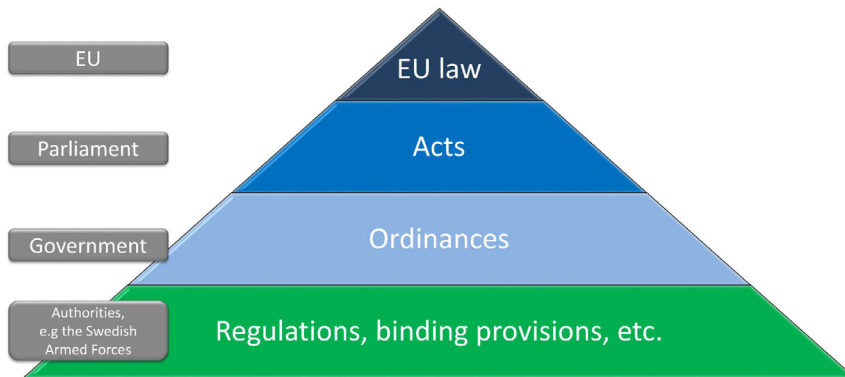 EU
EU law
Parliament
Acts
Government
Ordinances
Authorities,
e.g the Swedish
Armed Forces
Regulations, binding provisions, etc.